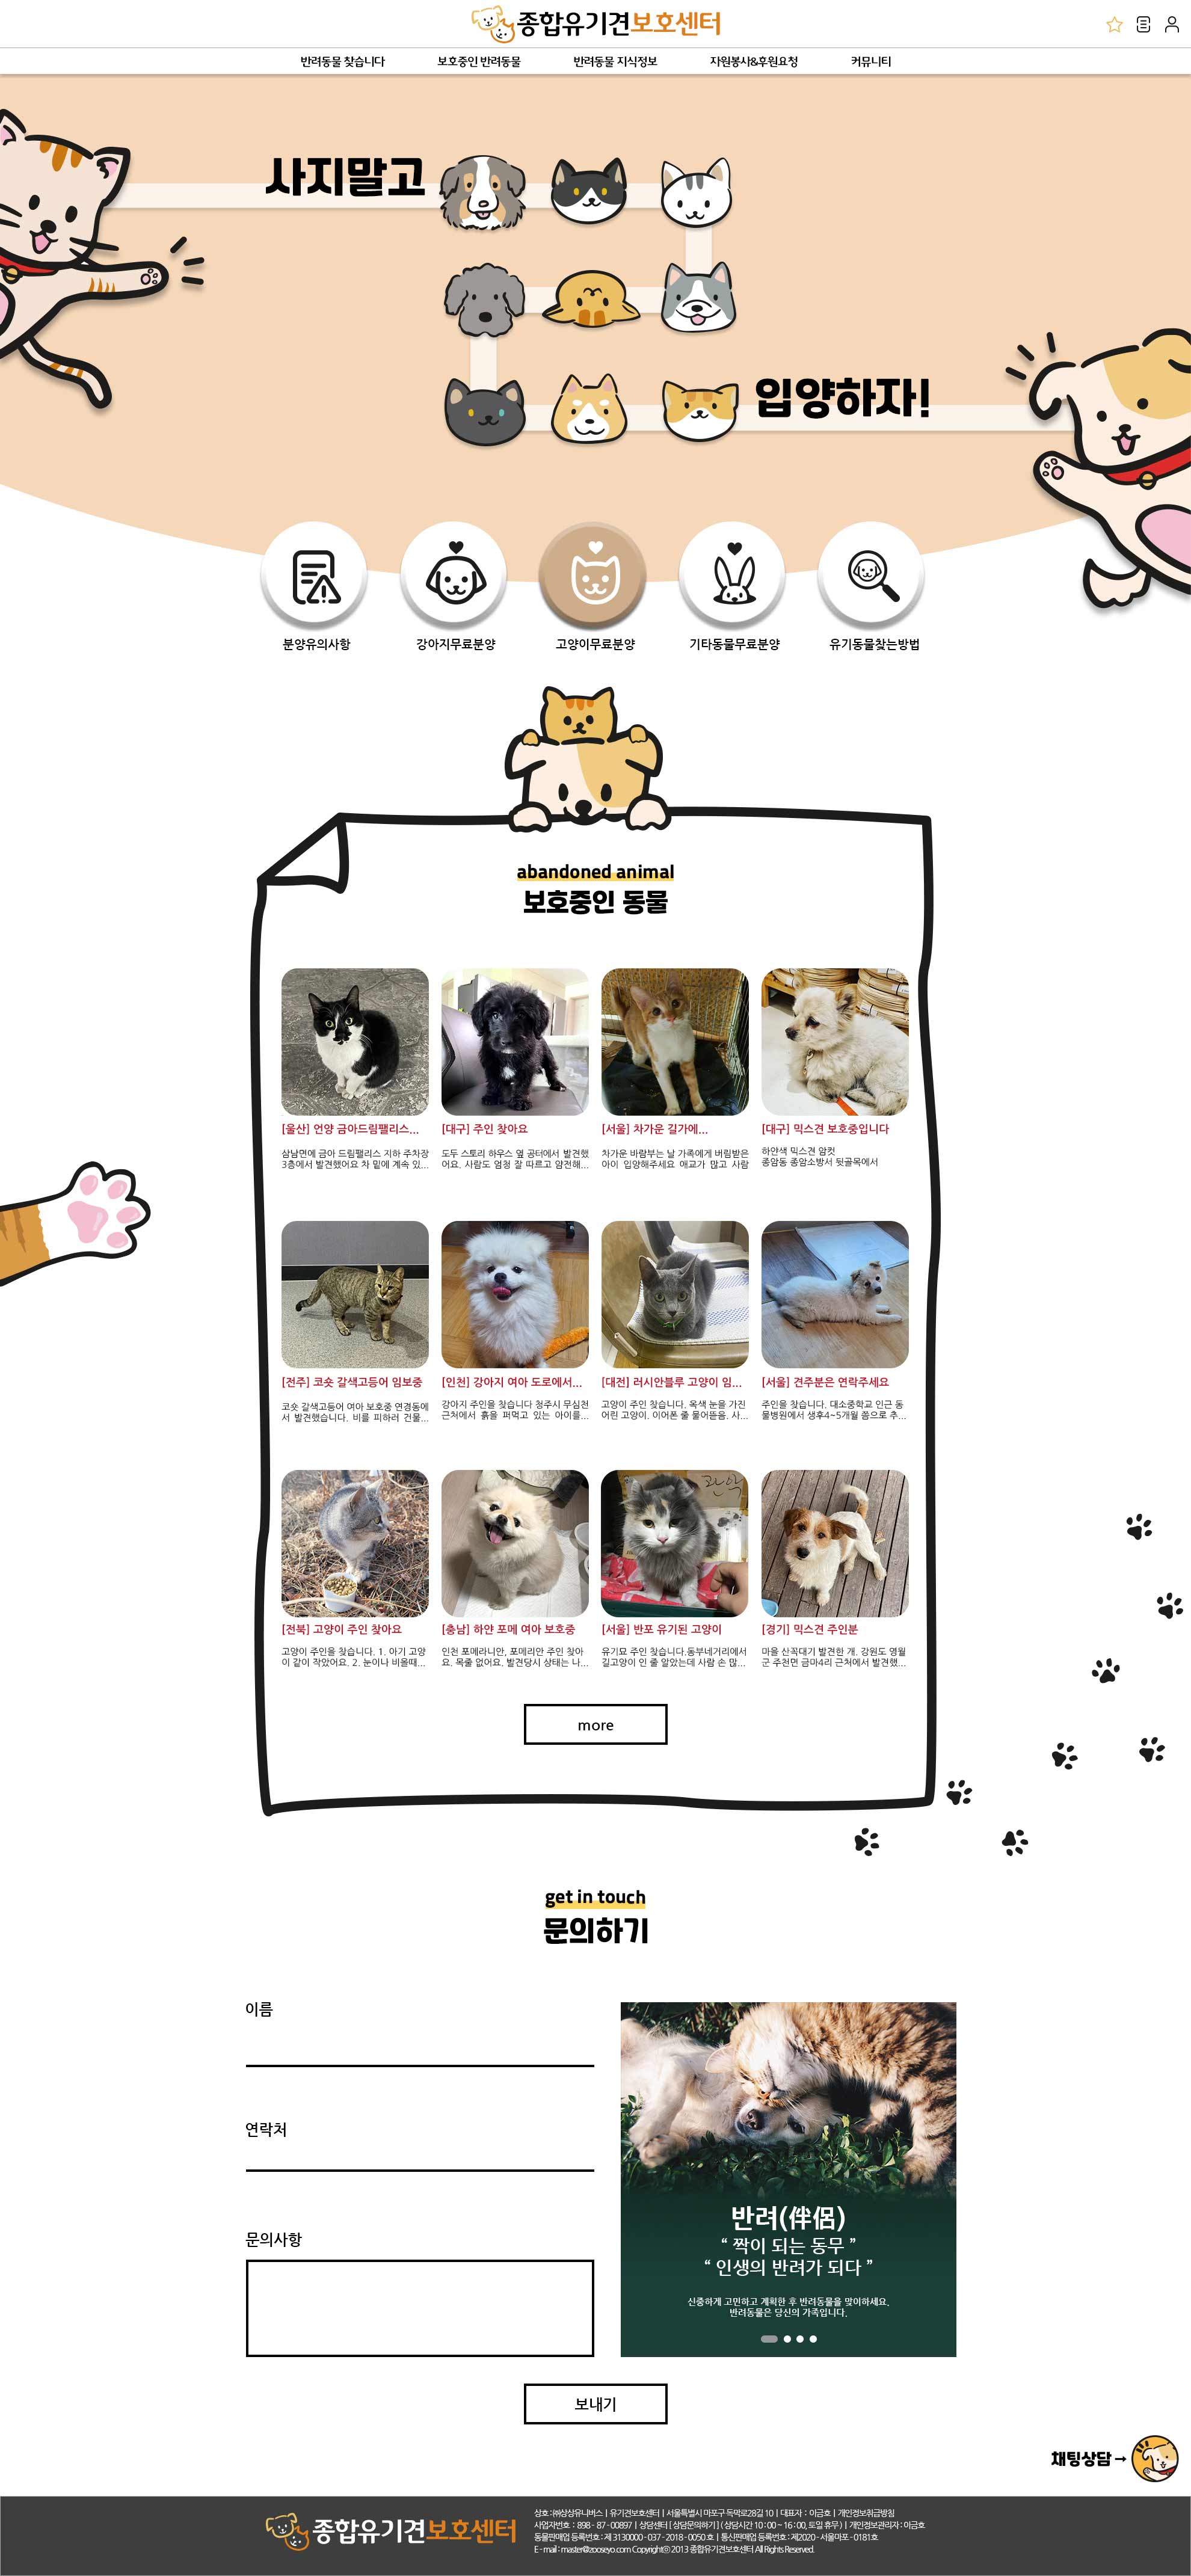 종합유기견보호센터
반려동물 찾습니다
보호중인 반려동물
반려동물 지식정보
자원봉사&후원요청
커뮤니티
사지말고
입양하자!
분양유의사항
강아지무료분양
고양이무료분양
기타동물무료분양
유기동물찾는방법
abandoned animal
보호중인 동물
[울산] 언양 금아드림팰리스...
삼남면에 금아 드림팰리스 지하 주차장
3층에서 발견했어요 차 밑에 계속 있...
[대구] 주인 찾아요
도두 스토리 하우스 옆 공터에서 발견했
어요. 사람도 엄청 잘 따르고 얌전해...
[서울] 차가운 길가에...
차가운 바람부는 날 가족에게 버림받은
아이 입양해주세요 애교가 많고 사람
[대구] 믹스견 보호중입니다
하얀색 믹스견 암컷
종암동 종암소방서 뒷골목에서
[전주] 코숏 갈색고등어 임보중
코숏 갈색고등어 여아 보호중 연경동에
서 발견했습니다. 비를 피하러 건물...
[인천] 강아지 여아 도로에서...
강아지 주인을 찾습니다 청주시 무심천
근처에서 흙을 퍼먹고 있는 아이를...
[대전] 러시안블루 고양이 임...
고양이 주인 찾습니다. 옥색 눈을 가진
어린 고양이. 이어폰 줄 물어뜯음. 사...
[서울] 견주분은 연락주세요
주인을 찾습니다. 대소중학교 인근 동
물병원에서 생후4~5개월 쯤으로 추...
[전북] 고양이 주인 찾아요
고양이 주인을 찾습니다. 1. 아기 고양
이 같이 작았어요. 2. 눈이나 비올때...
[충남] 하얀 포메 여아 보호중
인천 포메라니안, 포메리안 주인 찾아
요. 목줄 없어요. 발견당시 상태는 나...
[서울] 반포 유기된 고양이
유기묘 주인 찾습니다.동부네거리에서
길고양이 인 줄 알았는데 사람 손 많...
[경기] 믹스견 주인분
마을 산꼭대기 발견한 개. 강원도 영월
군 주천면 금마4리 근처에서 발견했...
more
get in touch
문의하기
이름
연락처
문의사항
반려(伴侶)
“ 짝이 되는 동무 ”
“ 인생의 반려가 되다 ”
신중하게 고민하고 계획한 후 반려동물을 맞이하세요.
반려동물은 당신의 가족입니다.
보내기
채팅상담→
종합유기견보호센터
상호 : ㈜상상유니버스 | 유기견보호센터 | 서울특별시 마포구 독막로28길 10 | 대표자 : 이금호 | 개인정보취급방침
사업자번호 : 898 - 87 - 00897 | 상담센터 [ 상담문의하기 ] ( 상담시간 10 : 00 ~ 16 : 00, 토일 휴무 ) | 개인정보관리자 : 이금호
동물판매업 등록번호 : 제 3130000 - 037 - 2018 - 0050 호 | 통신판매업 등록번호 : 제2020 - 서울마포 - 0181호
E - mail : master@zooseyo.com Copyrightⓒ 2013 종합유기견보호센터 All Rights Reserved.